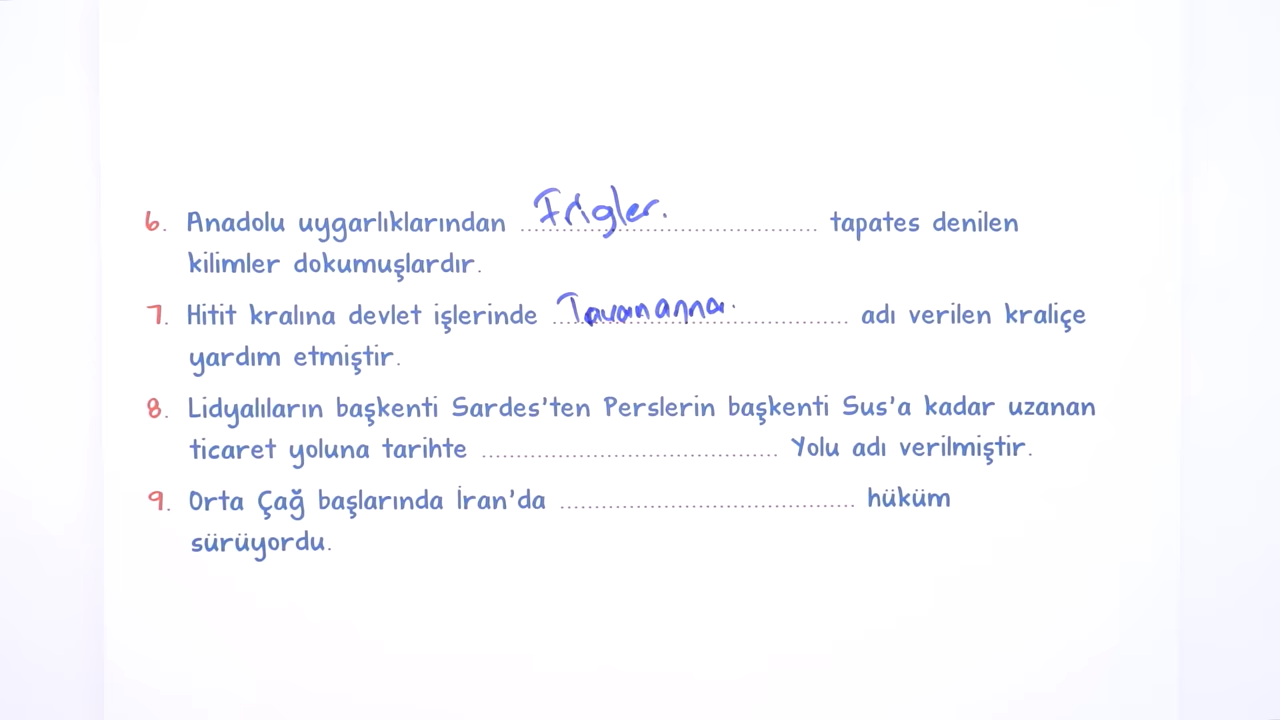 6. Anadolu uygarlıklarından Frigler. tapates denilen
kilimler dokumuşlardır.
7. Hitit kralına devlet işlerinde Tavananna. adı verilen kraliçe
yardım etmiştir.
8. Lidyalıların başkenti Sardes'ten Perslerin başkenti Sus'a kadar uzanan
ticaret yoluna tarihte .......................................... Yolu adı verilmiştir.
9. Orta Çağ başlarında İran'da .......................................... hüküm
sürüyordu.